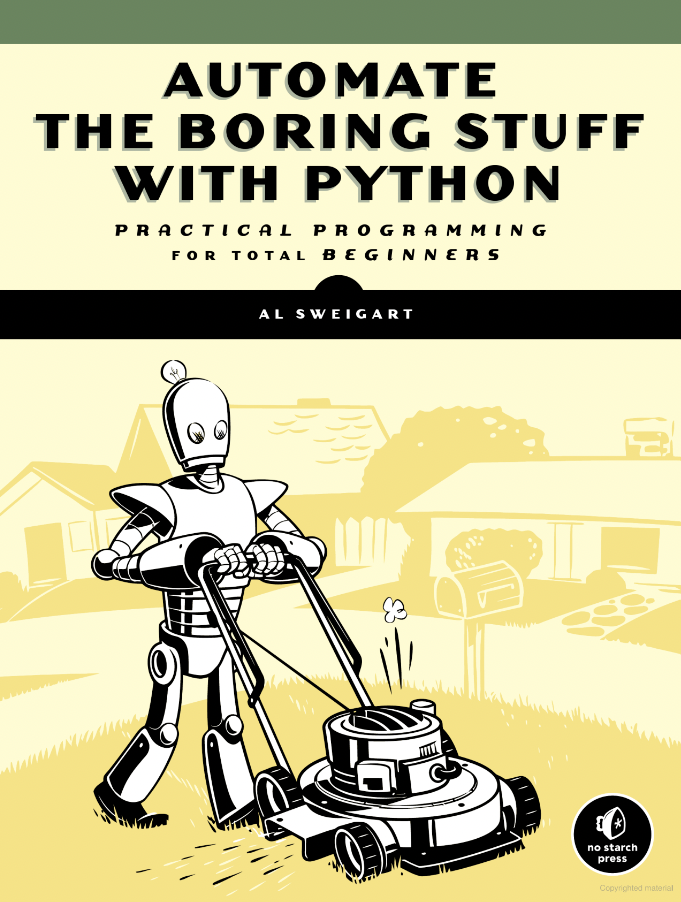 AUTOMATE
THE BORING STUFF
WITH PYTHON
PRACTICAL PROGRAMMING
FOR TOTAL BEGINNERS
AL SWEIGART
no starch
press
Copyrighted material